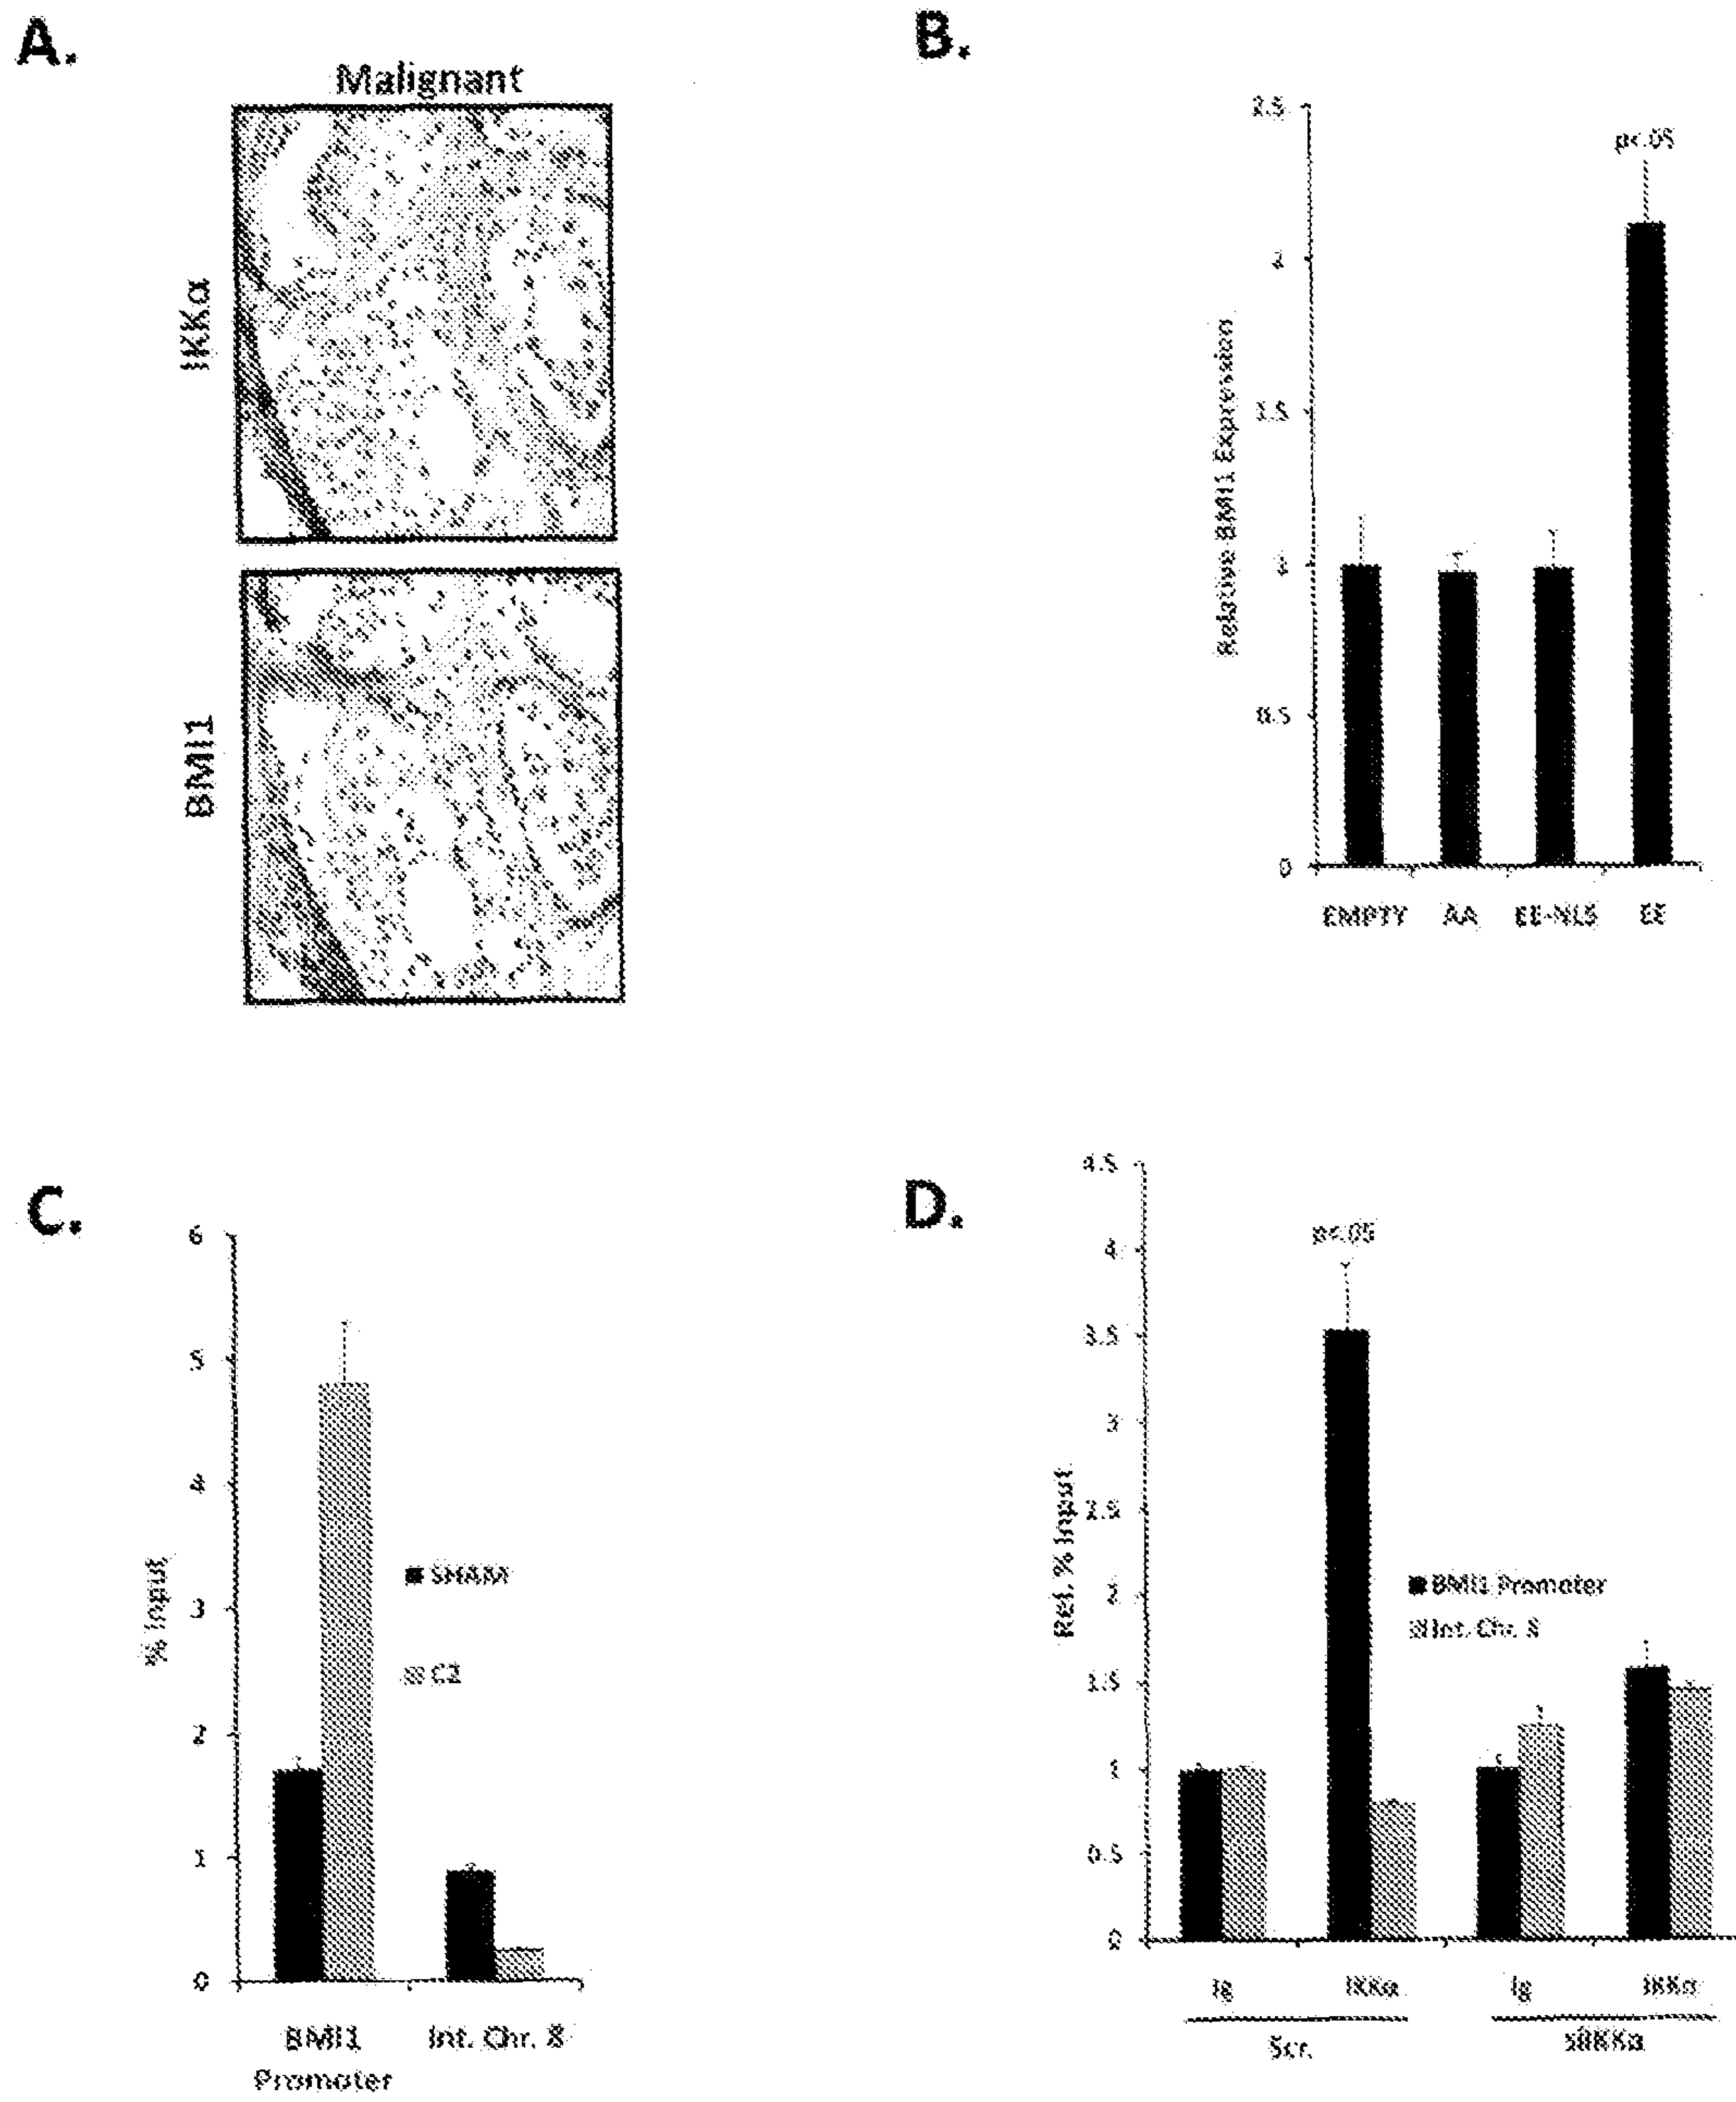 A.
Malignant
IKKα
BMI1
B.
2.5
2
1.5
1
0.5
0
Relative BMI1 Expression
p<.05
EMPTY AA EE-NLS EE
C.
6
5
4
3
2
1
0
% Input
SHAM
C2
BMI1 Promoter
Int. Chr. 8
D.
4.5
4
3.5
3
2.5
2
1.5
1
0.5
0
Rel. % Input
p<.05
BMI1 Promoter
Int. Chr. 8
Ig IKKα Ig IKKα
Scr. siIKKα